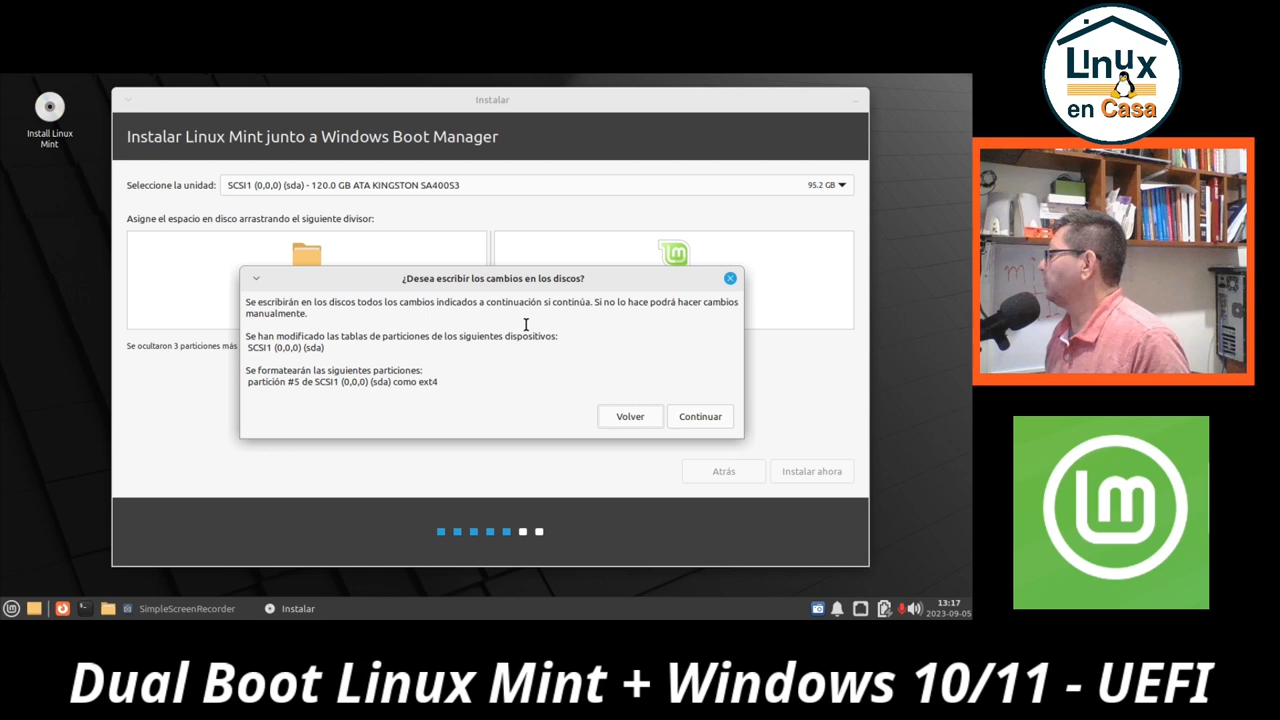 Linux
en Casa
Install Linux
Mint
Instalar
Instalar Linux Mint junto a Windows Boot Manager
Seleccione la unidad: SCSI1 (0,0,0) (sda) - 120.0 GB ATA KINGSTON SA400S3 95.2 GB
Asigne el espacio en disco arrastrando el siguiente divisor:
¿Desea escribir los cambios en los discos?
Se escribirán en los discos todos los cambios indicados a continuación si continúa. Si no lo hace podrá hacer cambios
manualmente.
Se han modificado las tablas de particiones de los siguientes dispositivos:
SCSI1 (0,0,0) (sda)
Se ocultaron 3 particiones más
Se formatearán las siguientes particiones:
partición #5 de SCSI1 (0,0,0) (sda) como ext4
Volver Continuar
Atrás Instalar ahora
SimpleScreenRecorder Instalar 13:17
2023-09-05
Dual Boot Linux Mint + Windows 10/11 - UEFI